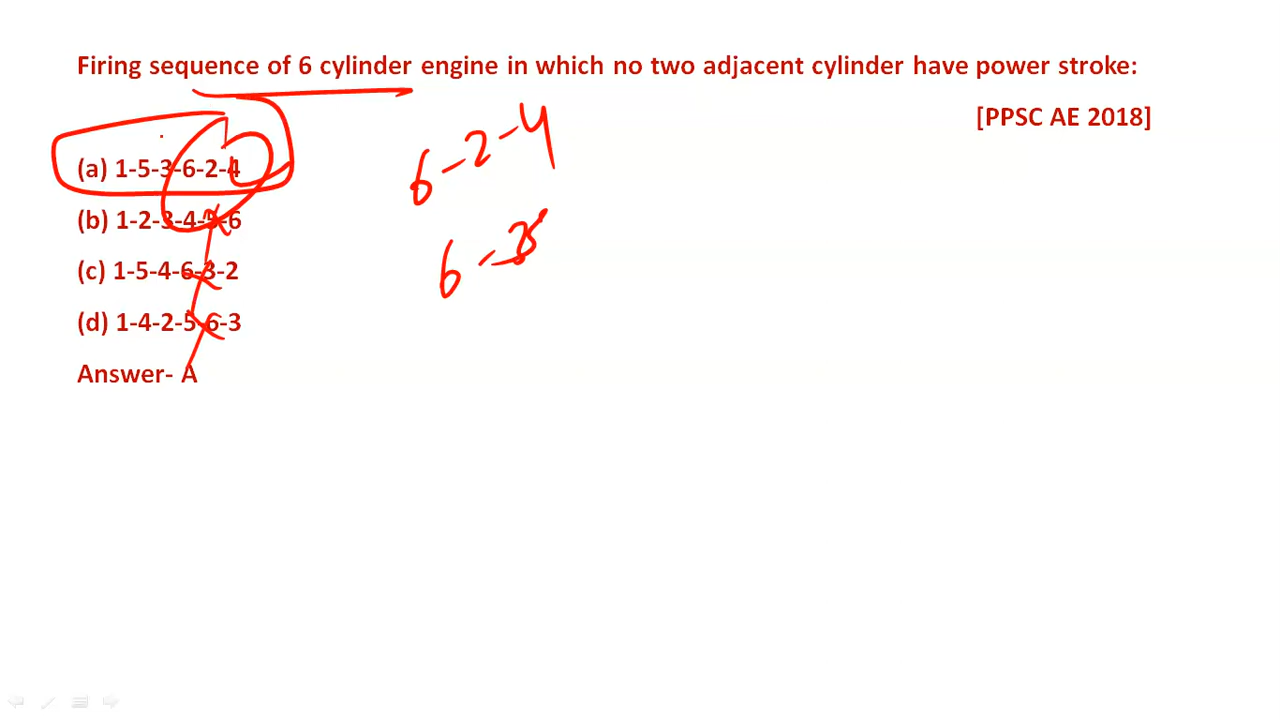 Firing sequence of 6 cylinder engine in which no two adjacent cylinder have power stroke:
[PPSC AE 2018]
(a) 1-5-3-6-2-4
(b) 1-2-3-4-5-6
(c) 1-5-4-6-3-2
(d) 1-4-2-5-6-3
Answer- A
6-2-4
6-